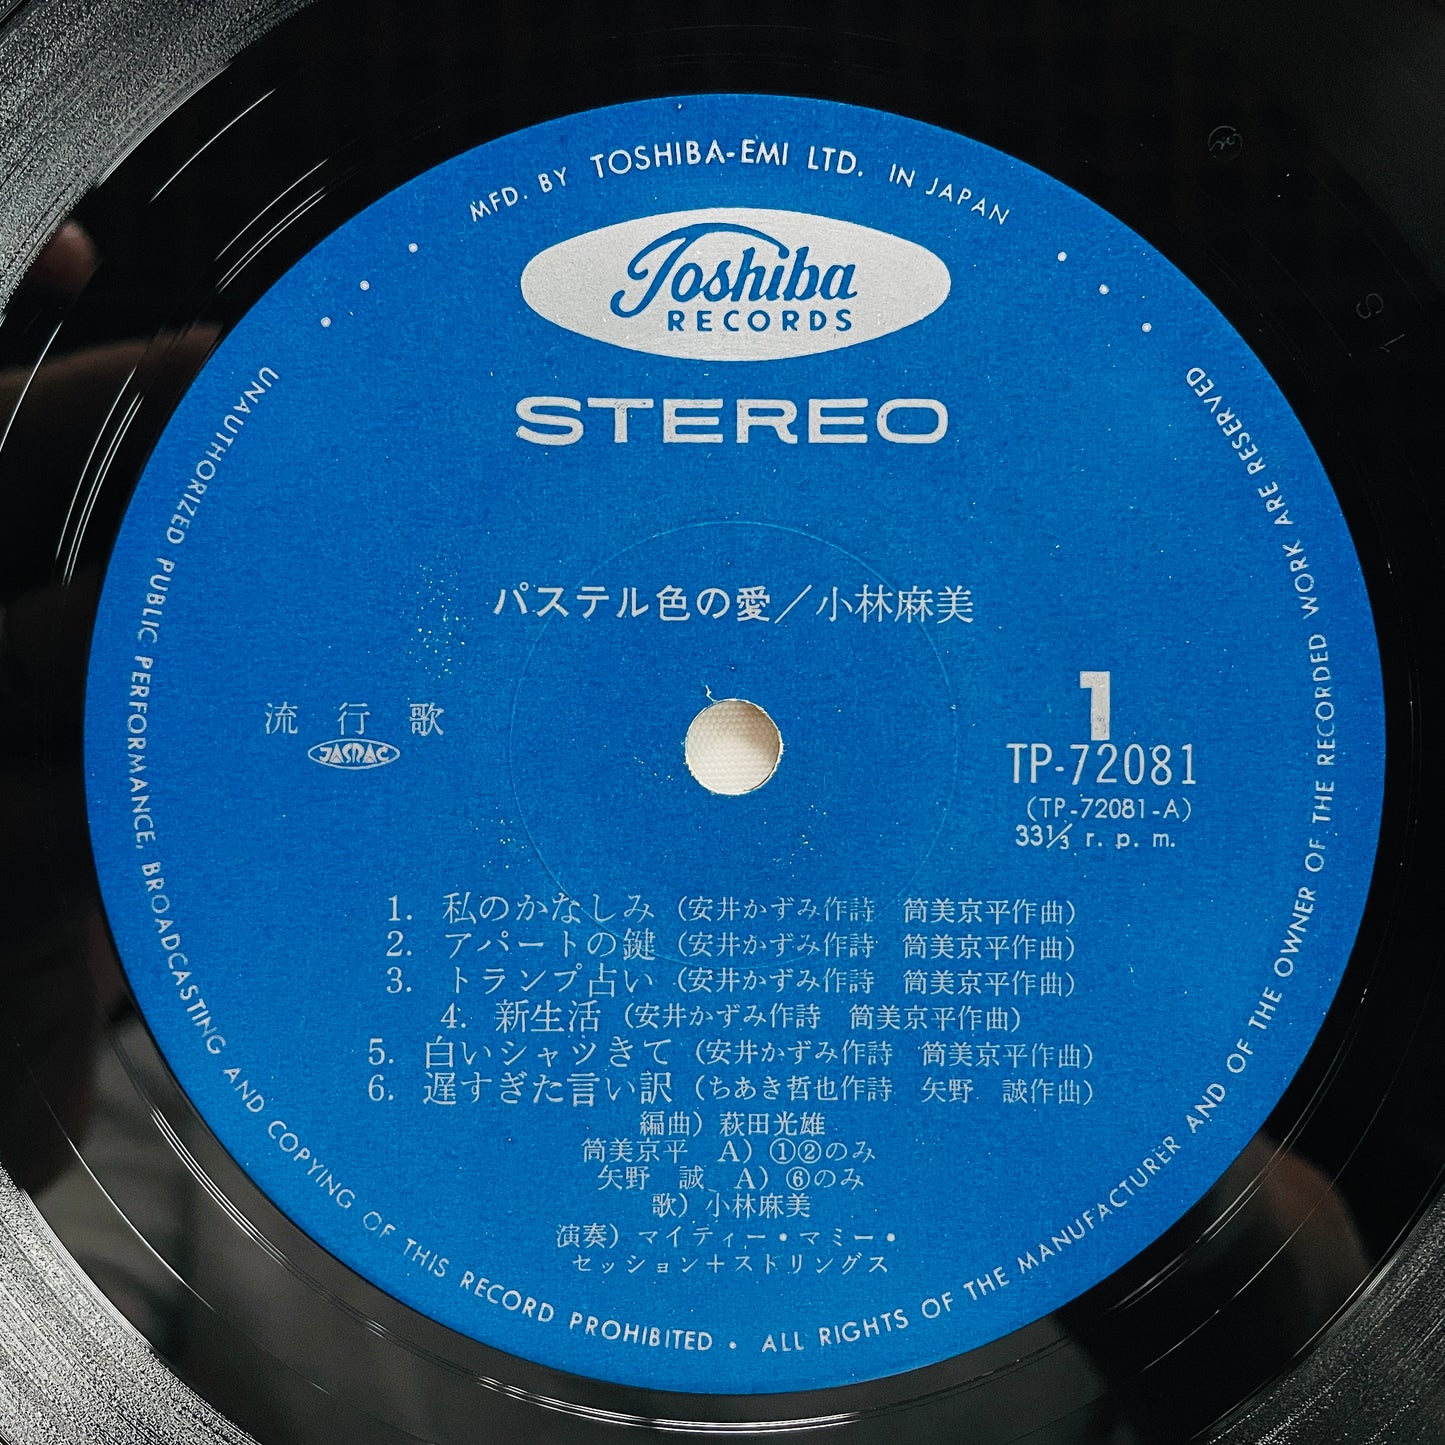 MFD. BY TOSHIBA-EMI LTD. IN JAPAN
Toshiba
RECORDS
STEREO
パステル色の愛／小林麻美
流行歌
JASRAC
1
TP-72081
(TP-72081-A)
33⅓ r. p. m.
1. 私のかなしみ (安井かずみ作詩 筒美京平作曲)
2. アパートの鍵 (安井かずみ作詩 筒美京平作曲)
3. トランプ占い (安井かずみ作詩 筒美京平作曲)
4. 新生活 (安井かずみ作詩 筒美京平作曲)
5. 白いシャツきて (安井かずみ作詩 筒美京平作曲)
6. 遅すぎた言い訳 (ちあき哲也作詩 矢野 誠作曲)
編曲) 萩田光雄
筒美京平 A) ①②のみ
矢野 誠 A) ⑥のみ
歌) 小林麻美
演奏) マイティー・マミー・
セッション＋ストリングス
UNAUTHORIZED PUBLIC PERFORMANCE, BROADCASTING AND COPYING OF THIS RECORD PROHIBITED • ALL RIGHTS OF THE MANUFACTURER AND OF THE OWNER OF THE RECORDED WORK ARE RESERVED